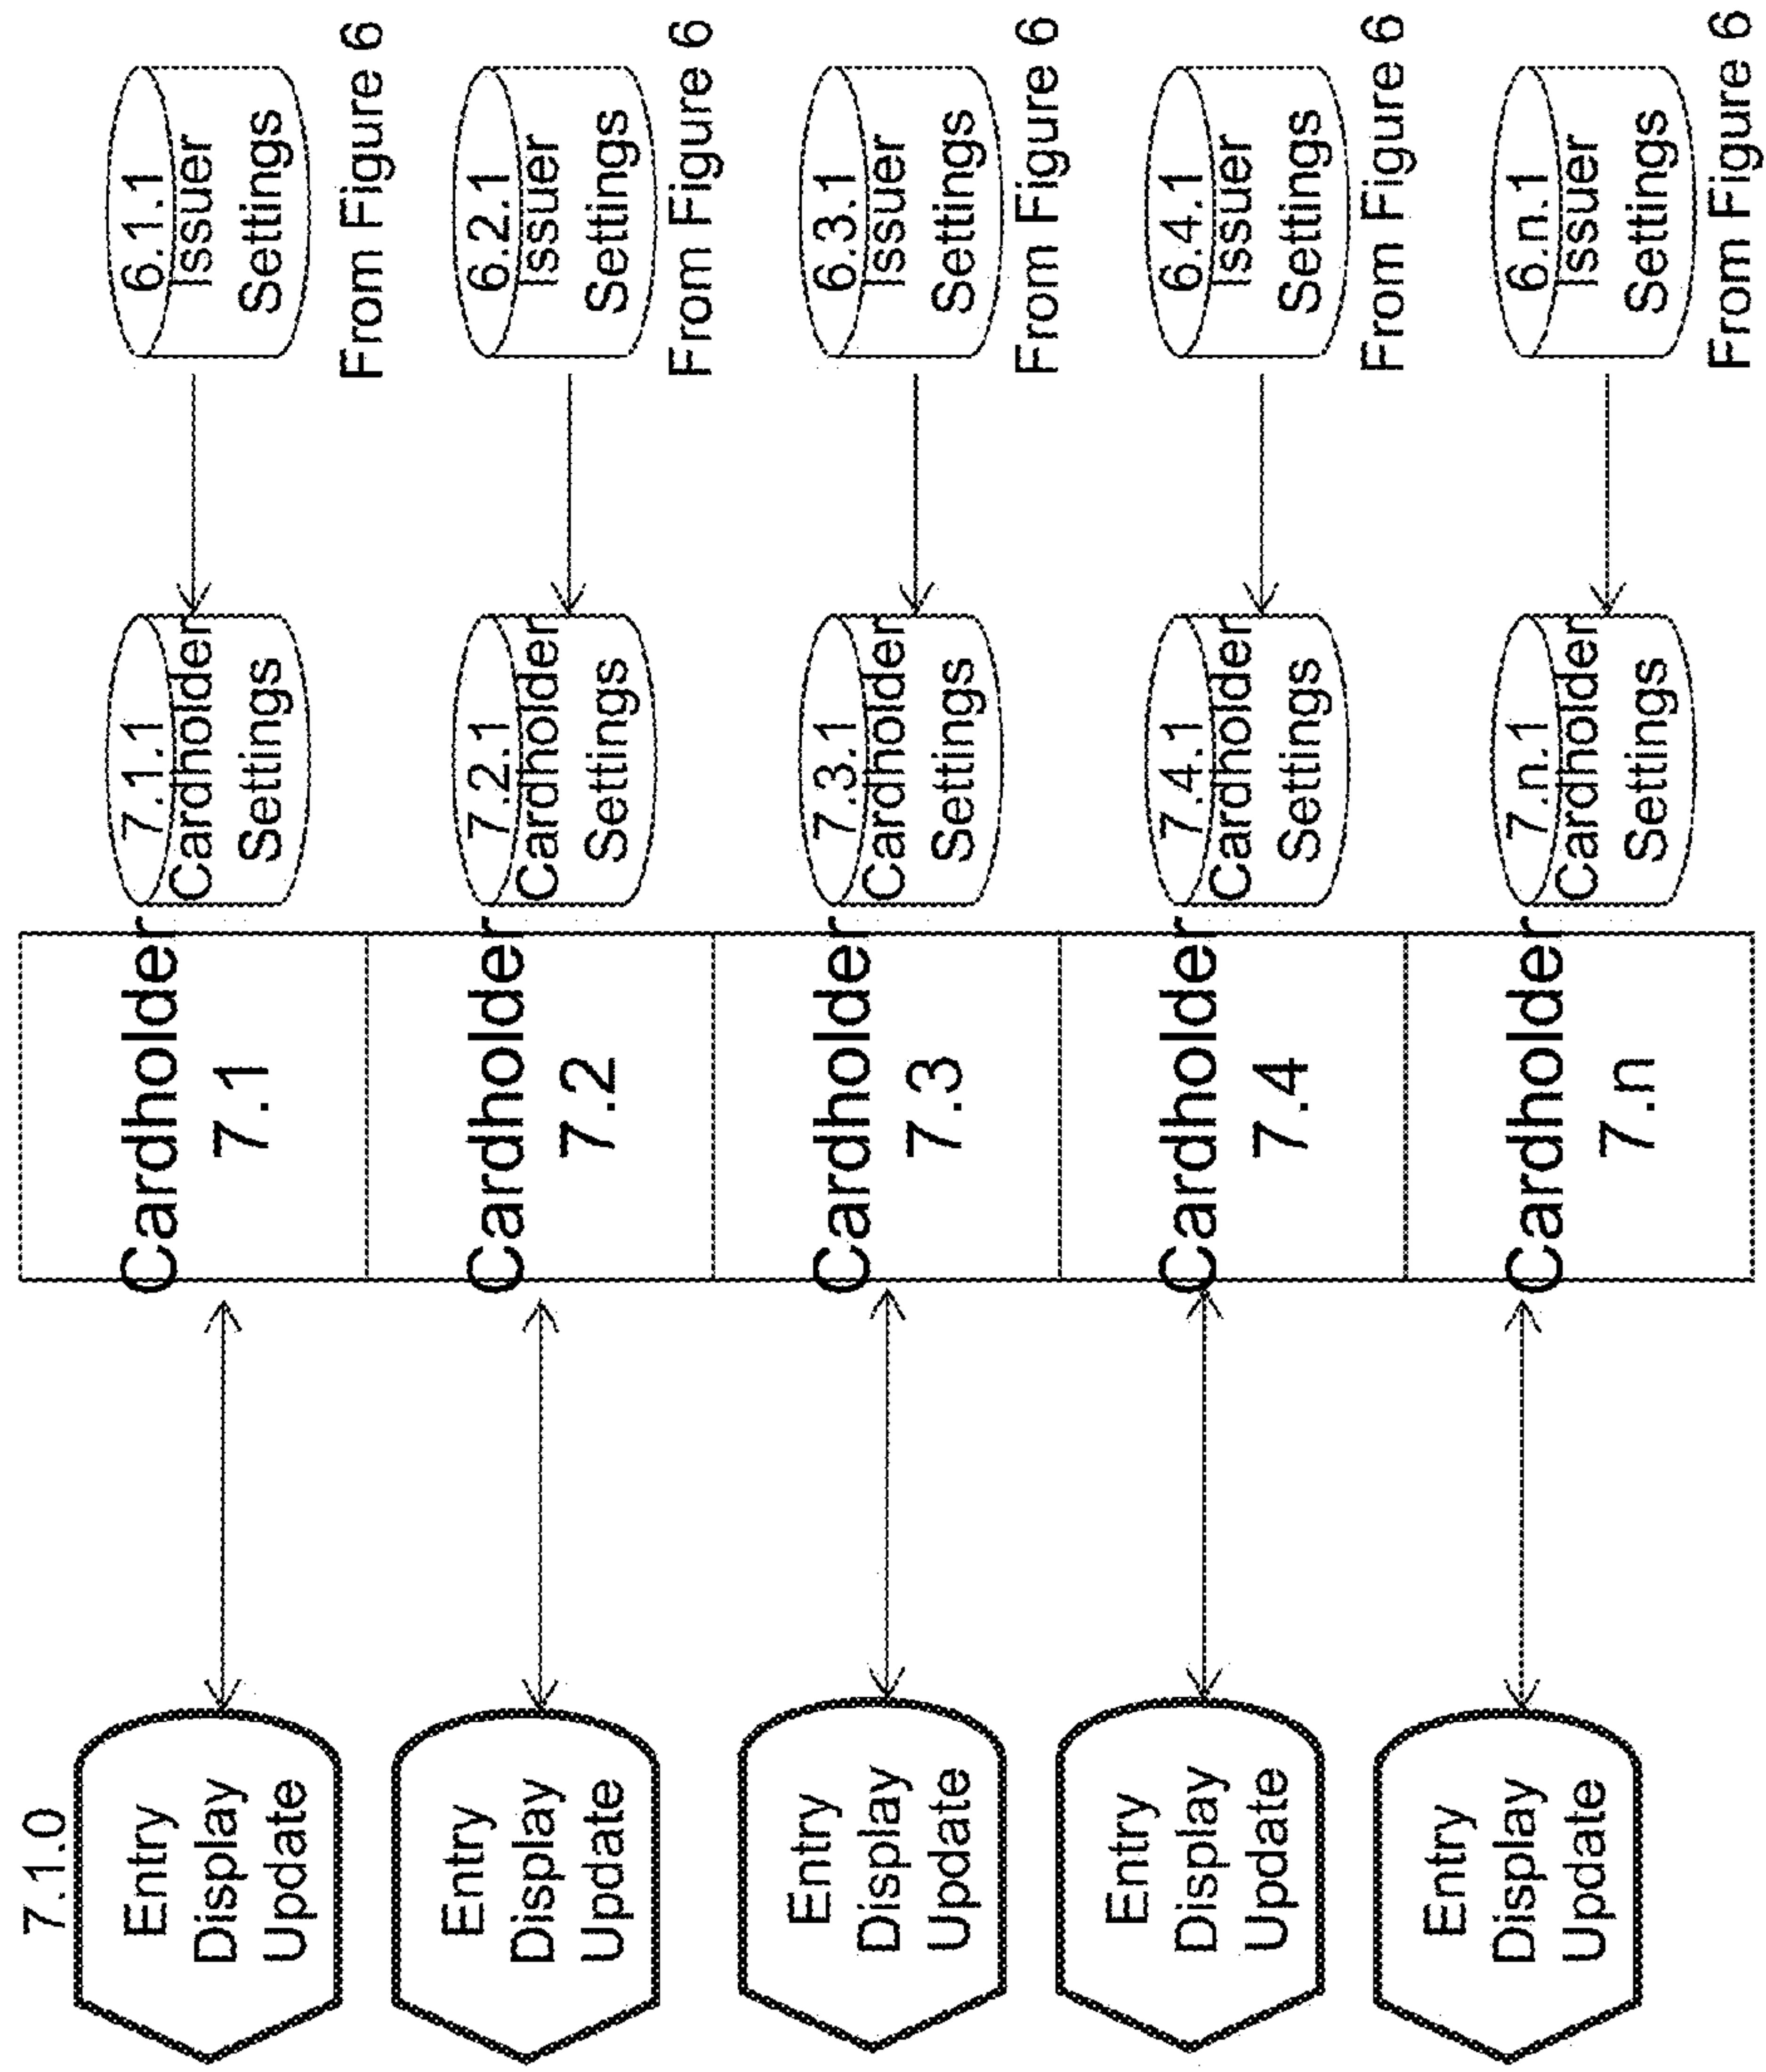 7.1.0
Entry
Display
Update
Cardholder
7.1
7.1.1
Cardholder
Settings
6.1.1
Issuer
Settings
From Figure 6
Entry
Display
Update
Cardholder
7.2
7.2.1
Cardholder
Settings
6.2.1
Issuer
Settings
From Figure 6
Entry
Display
Update
Cardholder
7.3
7.3.1
Cardholder
Settings
6.3.1
Issuer
Settings
From Figure 6
Entry
Display
Update
Cardholder
7.4
7.4.1
Cardholder
Settings
6.4.1
Issuer
Settings
From Figure 6
Entry
Display
Update
Cardholder
7.n
7.n.1
Cardholder
Settings
6.n.1
Issuer
Settings
From Figure 6